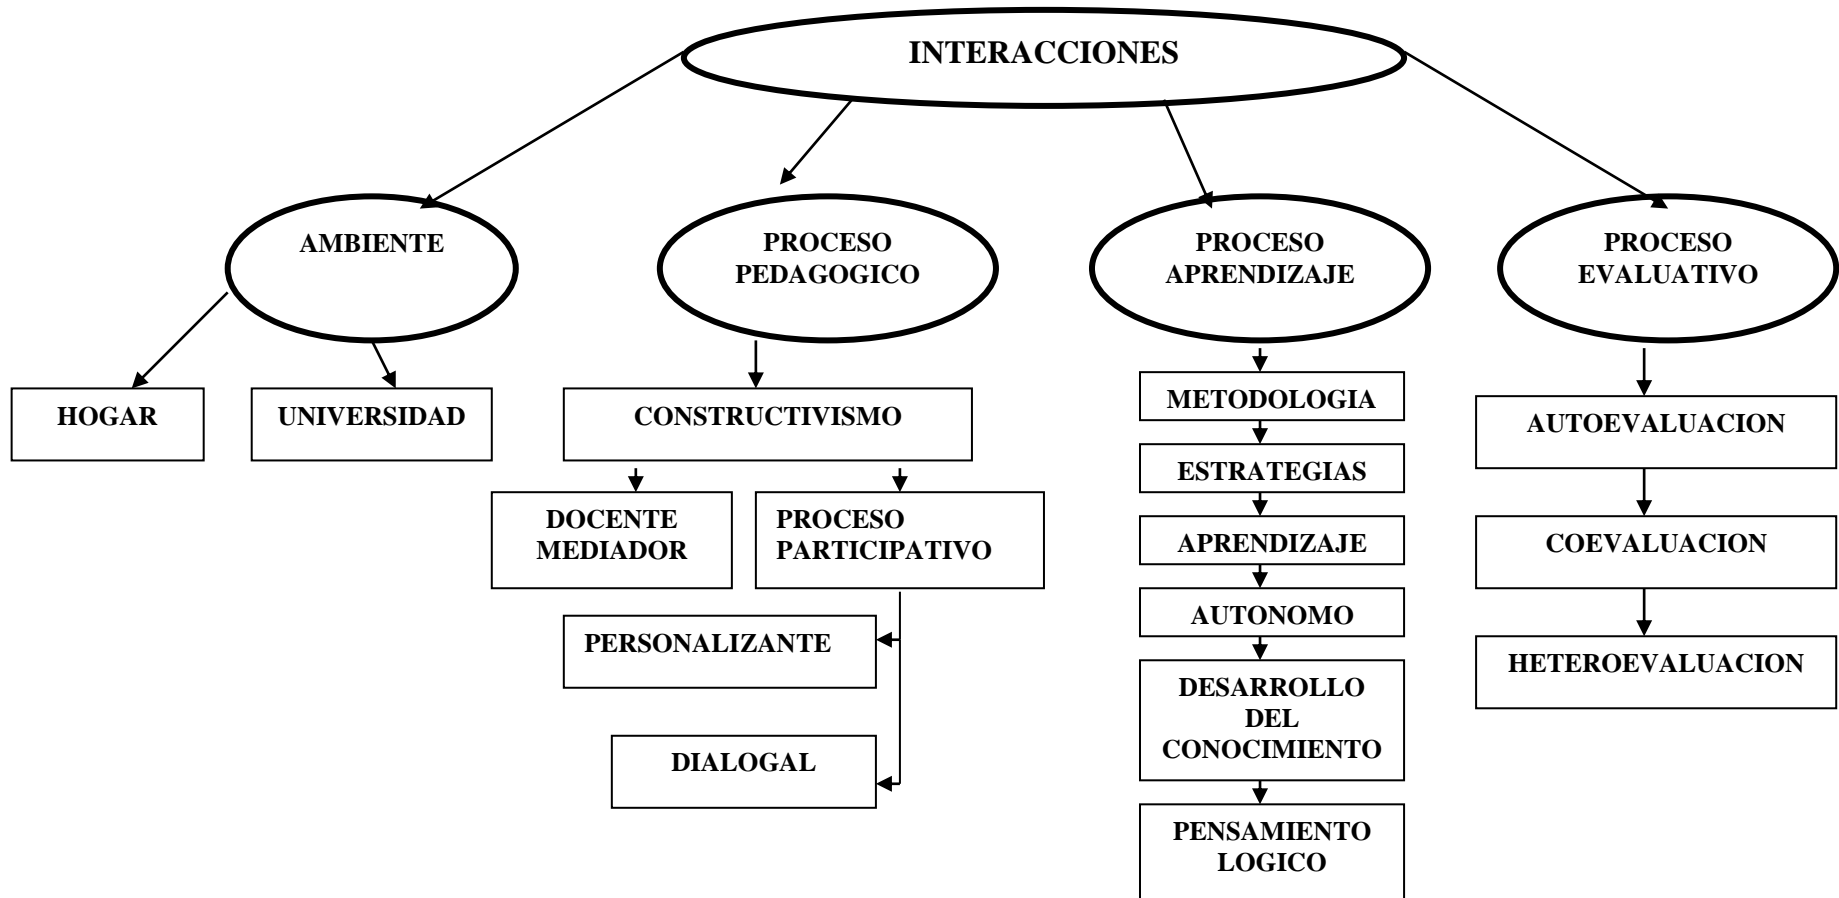 INTERACCIONES
AMBIENTE
PROCESO
PEDAGOGICO
PROCESO
APRENDIZAJE
PROCESO
EVALUATIVO
HOGAR
UNIVERSIDAD
CONSTRUCTIVISMO
DOCENTE
MEDIADOR
PROCESO
PARTICIPATIVO
PERSONALIZANTE
DIALOGAL
METODOLOGIA
ESTRATEGIAS
APRENDIZAJE
AUTONOMO
DESARROLLO
DEL
CONOCIMIENTO
PENSAMIENTO
LOGICO
AUTOEVALUACION
COEVALUACION
HETEROEVALUACION